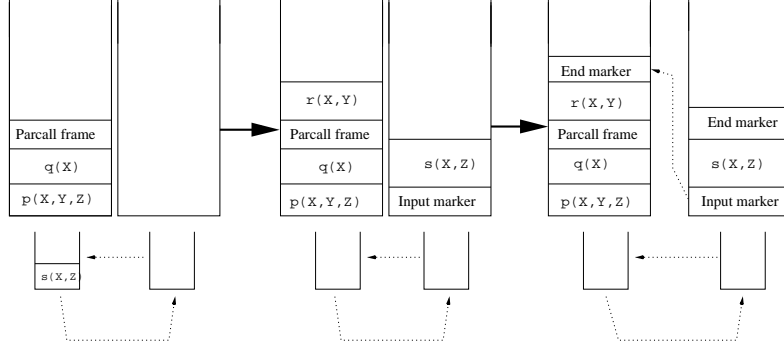 Parcall frame
q(X)
p(X,Y,Z)
s(X,Z)
r(X,Y)
Parcall frame
q(X)
p(X,Y,Z)
s(X,Z)
Input marker
End marker
r(X,Y)
Parcall frame
q(X)
p(X,Y,Z)
End marker
s(X,Z)
Input marker